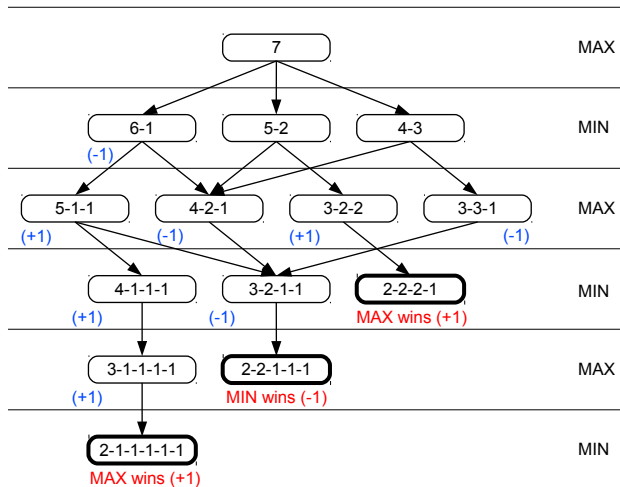 7 MAX
6-1 5-2 4-3 MIN
(-1)
5-1-1 4-2-1 3-2-2 3-3-1 MAX
(+1) (-1) (+1) (-1)
4-1-1-1 3-2-1-1 2-2-2-1 MIN
(+1) (-1) MAX wins (+1)
3-1-1-1-1 2-2-1-1-1 MAX
(+1) MIN wins (-1)
2-1-1-1-1-1 MIN
MAX wins (+1)